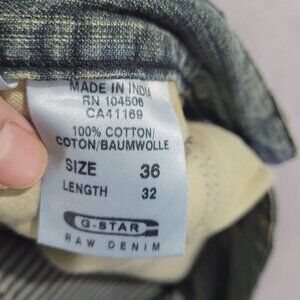 MADE IN INDIA
RN 104506
CA41169
100% COTTON/
COTON/BAUMWOLLE
SIZE 36
LENGTH 32
G-STAR
RAW DENIM